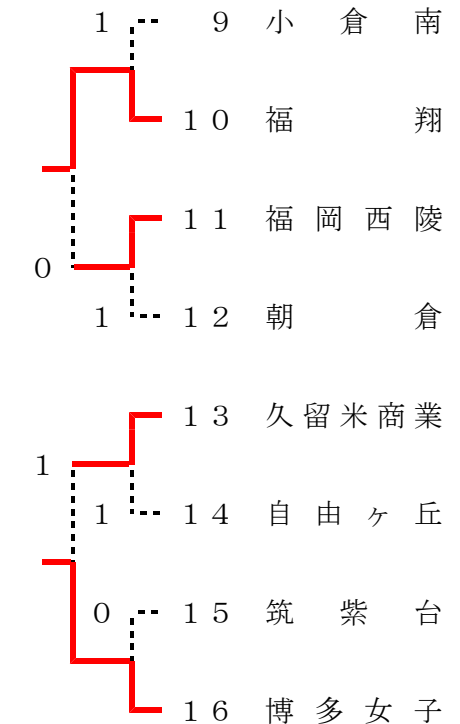 1 9 小倉南
10 福翔
11 福岡西陵
0
1 12 朝倉
13 久留米商業
1
1 14 自由ヶ丘
0 15 筑紫台
16 博多女子